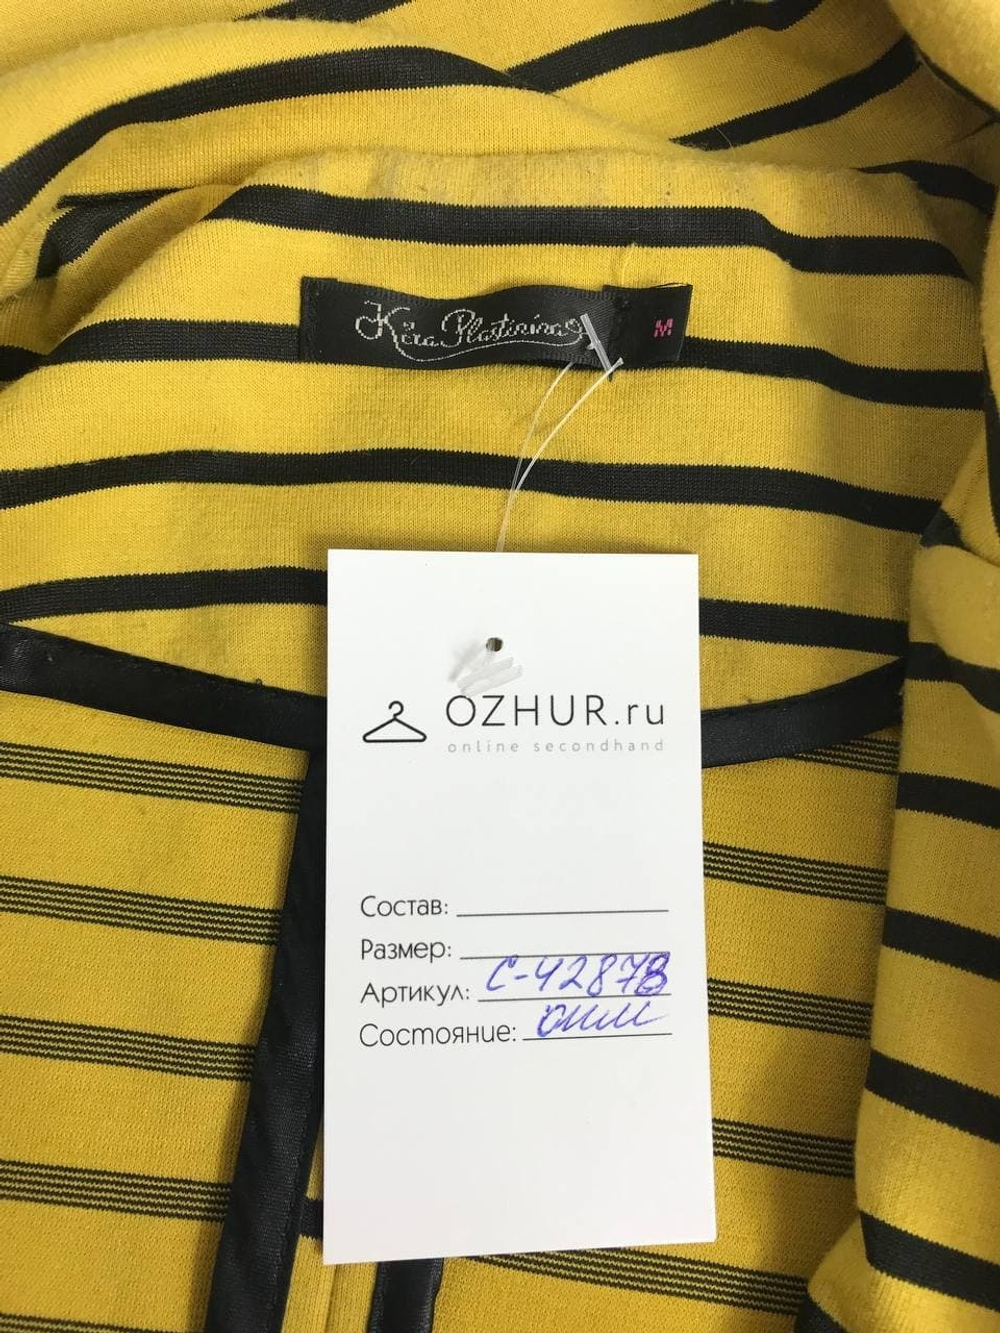 Kira Plastinina
M
OZHUR.ru
online secondhand
Состав:
Размер:
Артикул: С-42878
Состояние: